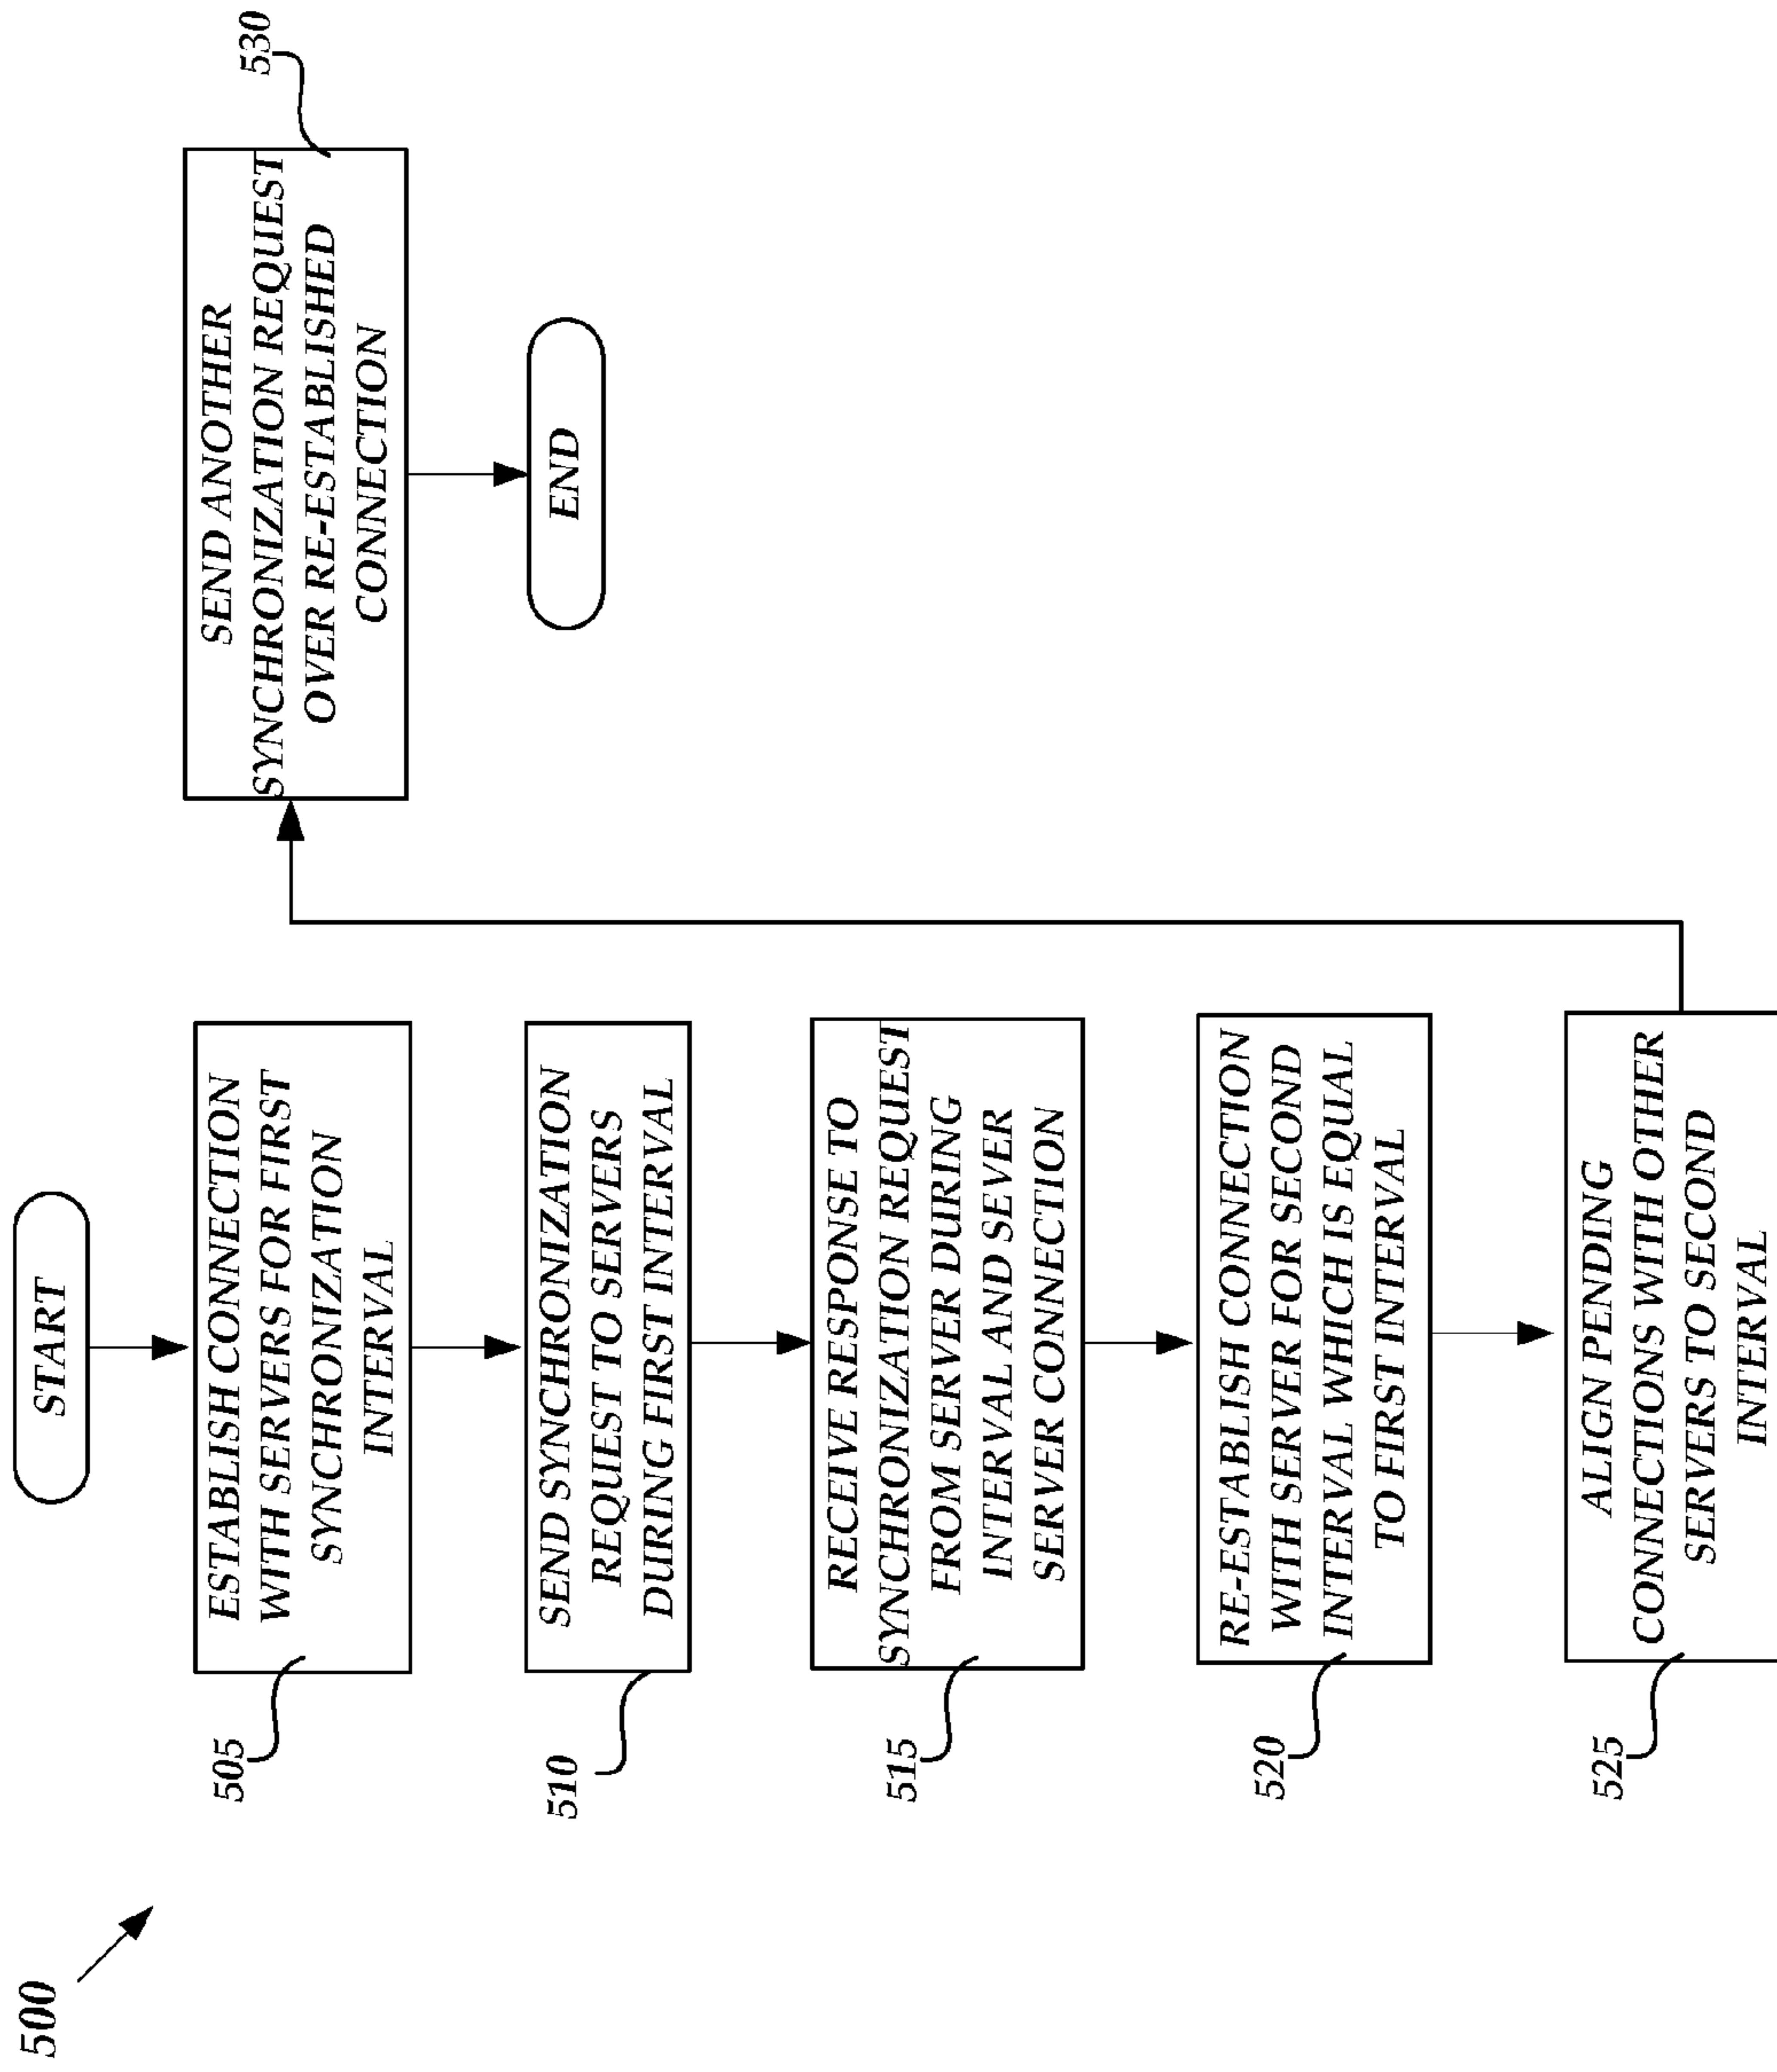 500
START
505
ESTABLISH CONNECTION
WITH SERVERS FOR FIRST
SYNCHRONIZATION
INTERVAL
510
SEND SYNCHRONIZATION
REQUEST TO SERVERS
DURING FIRST INTERVAL
515
RECEIVE RESPONSE TO
SYNCHRONIZATION REQUEST
FROM SERVER DURING
INTERVAL AND SEVER
SERVER CONNECTION
520
RE-ESTABLISH CONNECTION
WITH SERVER FOR SECOND
INTERVAL WHICH IS EQUAL
TO FIRST INTERVAL
525
ALIGN PENDING
CONNECTIONS WITH OTHER
SERVERS TO SECOND
INTERVAL
530
SEND ANOTHER
SYNCHRONIZATION REQUEST
OVER RE-ESTABLISHED
CONNECTION
END